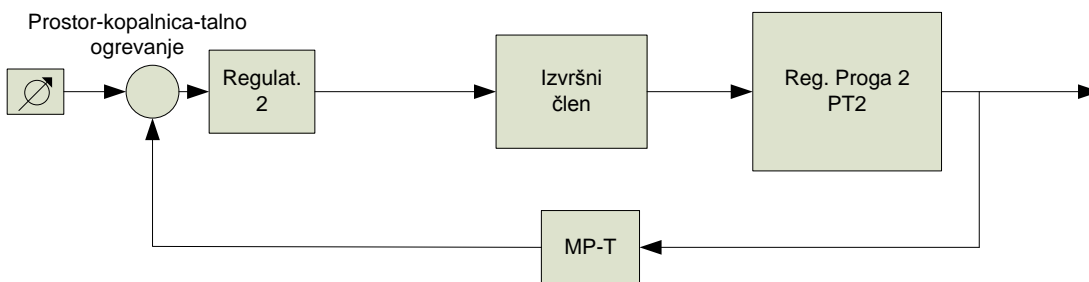 Prostor-kopalnica-talno
ogrevanje
Regulat.
2
Izvršni
člen
Reg. Proga 2
PT2
MP-T